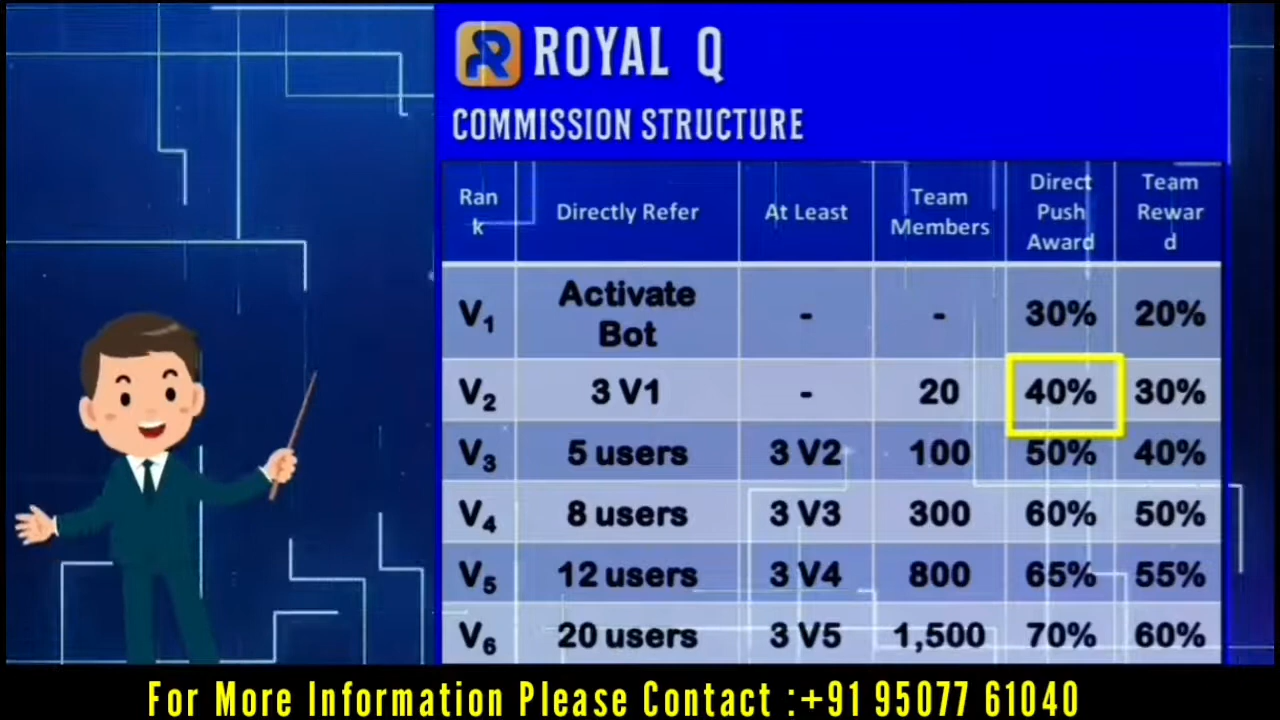 ROYAL Q
COMMISSION STRUCTURE
Ran
k
Directly Refer
At Least
Team
Members
Direct
Push
Award
Team
Rewar
d
V1
Activate
Bot
-
-
30%
20%
V2
3 V1
-
20
40%
30%
V3
5 users
3 V2
100
50%
40%
V4
8 users
3 V3
300
60%
50%
V5
12 users
3 V4
800
65%
55%
V6
20 users
3 V5
1,500
70%
60%
For More Information Please Contact :+91 95077 61040